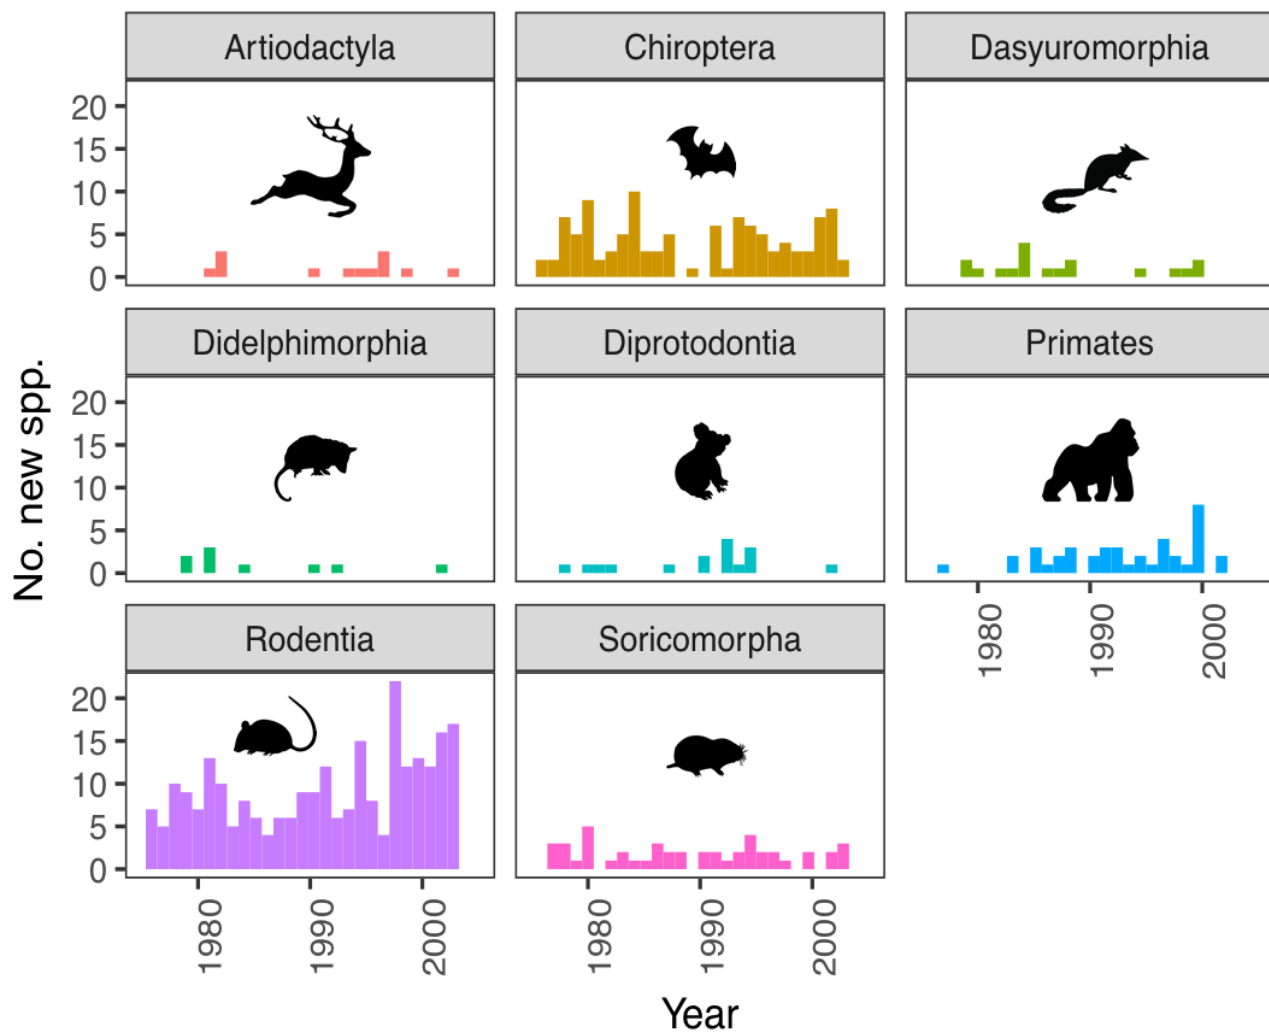 Artiodactyla
Chiroptera
Dasyuromorphia
20
15
10
5
0
Didelphimorphia
Diprotodontia
Primates
No. new spp.
20
15
10
5
0
1980
1990
2000
Rodentia
Soricomorpha
20
15
10
5
0
1980
1990
2000
1980
1990
2000
Year